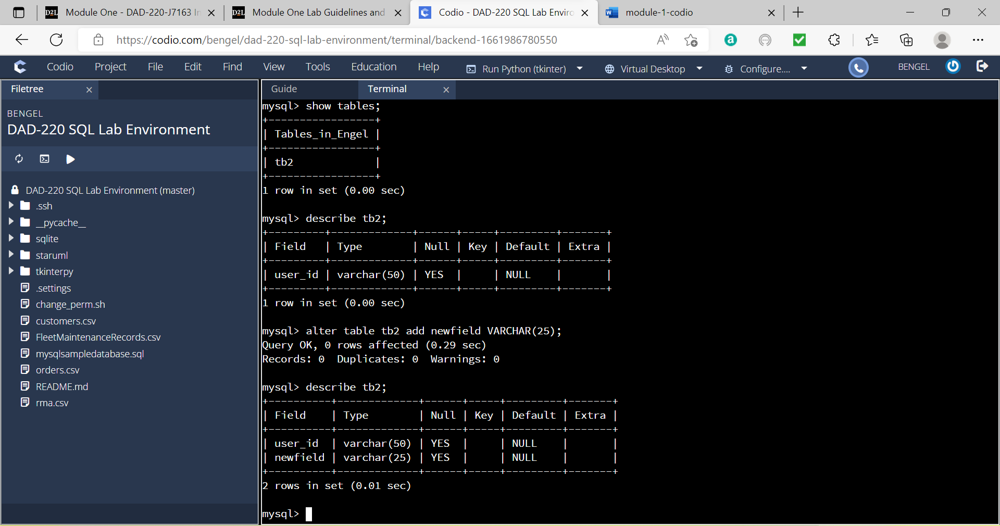 D2L Module One - DAD-220-J7163 In
D2L Module One Lab Guidelines and
Codio - DAD-220 SQL Lab Enviro
module-1-codio
https://codio.com/bengel/dad-220-sql-lab-environment/terminal/backend-1661986780550
Codio Project File Edit Find View Tools Education Help Run Python (tkinter) Virtual Desktop Configure.... BENGEL
Filetree
Guide Terminal
BENGEL
DAD-220 SQL Lab Environment
DAD-220 SQL Lab Environment (master)
.ssh
__pycache__
sqlite
staruml
tkinterpy
.settings
change_perm.sh
customers.csv
FleetMaintenanceRecords.csv
mysqlsampledatabase.sql
orders.csv
README.md
rma.csv
mysql> show tables;
+-----------------+
| Tables_in_Engel |
+-----------------+
| tb2             |
+-----------------+
1 row in set (0.00 sec)
mysql> describe tb2;
+---------+-------------+------+-----+---------+-------+
| Field   | Type        | Null | Key | Default | Extra |
+---------+-------------+------+-----+---------+-------+
| user_id | varchar(50) | YES  |     | NULL    |       |
+---------+-------------+------+-----+---------+-------+
1 row in set (0.00 sec)
mysql> alter table tb2 add newfield VARCHAR(25);
Query OK, 0 rows affected (0.29 sec)
Records: 0  Duplicates: 0  Warnings: 0
mysql> describe tb2;
+----------+-------------+------+-----+---------+-------+
| Field    | Type        | Null | Key | Default | Extra |
+----------+-------------+------+-----+---------+-------+
| user_id  | varchar(50) | YES  |     | NULL    |       |
| newfield | varchar(25) | YES  |     | NULL    |       |
+----------+-------------+------+-----+---------+-------+
2 rows in set (0.01 sec)
mysql>